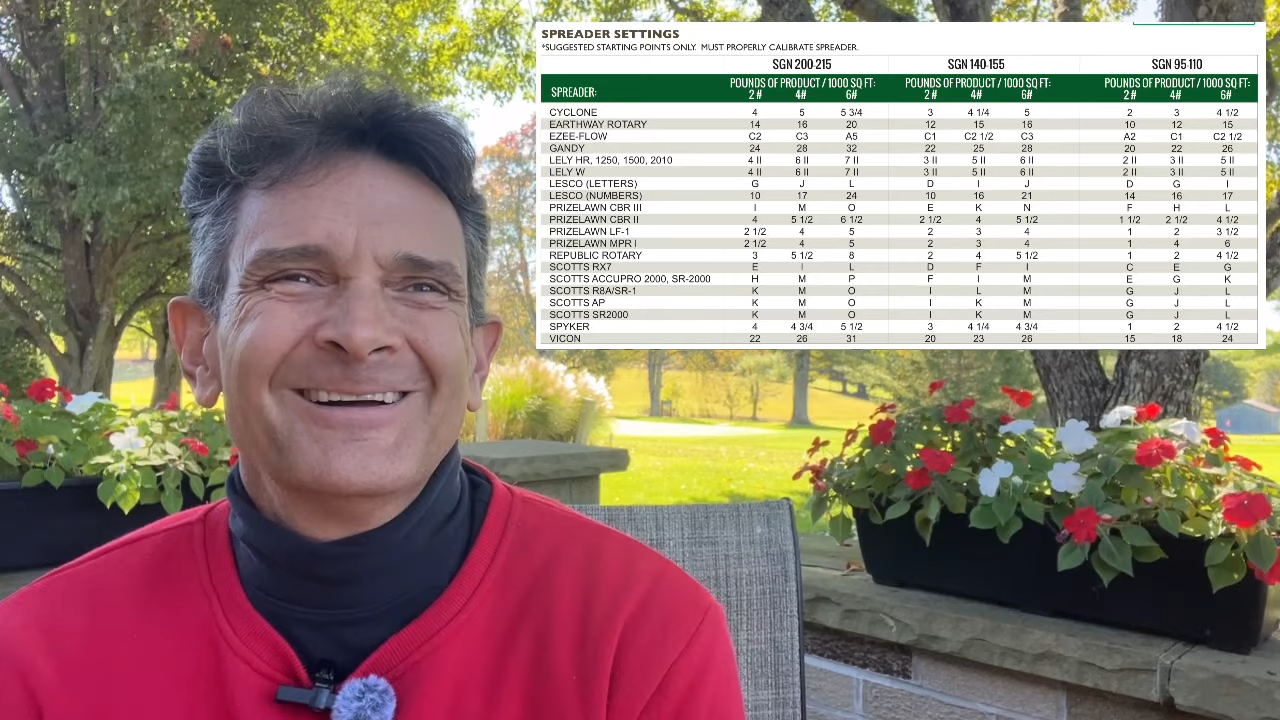 SPREADER SETTINGS
*SUGGESTED STARTING POINTS ONLY. MUST PROPERLY CALIBRATE SPREADER.
SGN 200-215 SGN 140-155 SGN 95-110
SPREADER: POUNDS OF PRODUCT / 1000 SQ FT: POUNDS OF PRODUCT / 1000 SQ FT: POUNDS OF PRODUCT / 1000 SQ FT:
2 # 4# 6# 2 # 4# 6# 2 # 4# 6#
CYCLONE 4 5 5 3/4 3 4 1/4 5 2 3 4 1/2
EARTHWAY ROTARY 14 16 20 12 15 16 10 12 15
EZEE-FLOW C2 C3 A5 C1 C2 1/2 C3 A2 C1 C2 1/2
GANDY 24 28 32 22 25 28 20 22 26
LELY HR, 1250, 1500, 2010 4 II 6 II 7 II 3 II 5 II 6 II 2 II 3 II 5 II
LELY W 4 II 6 II 7 II 3 II 5 II 6 II 2 II 3 II 5 II
LESCO (LETTERS) G J L D I J D G I
LESCO (NUMBERS) 10 17 24 10 16 21 14 16 17
PRIZELAWN CBR III I M O E K N F H L
PRIZELAWN CBR II 4 5 1/2 6 1/2 2 1/2 4 5 1/2 1 1/2 2 1/2 4 1/2
PRIZELAWN LF-1 2 1/2 4 5 2 3 4 1 2 3 1/2
PRIZELAWN MPR I 2 1/2 4 5 2 3 4 1 4 6
REPUBLIC ROTARY 3 5 1/2 8 2 4 5 1/2 1 2 4 1/2
SCOTTS RX7 E I L D F I C E G
SCOTTS ACCUPRO 2000, SR-2000 H M P F I M E G K
SCOTTS R8A/SR-1 K M O I L M G J L
SCOTTS AP K M O I K M G J L
SCOTTS SR2000 K M O I K M G J L
SPYKER 4 4 3/4 5 1/2 3 4 1/4 4 3/4 1 2 4 1/2
VICON 22 26 31 20 23 26 15 18 24